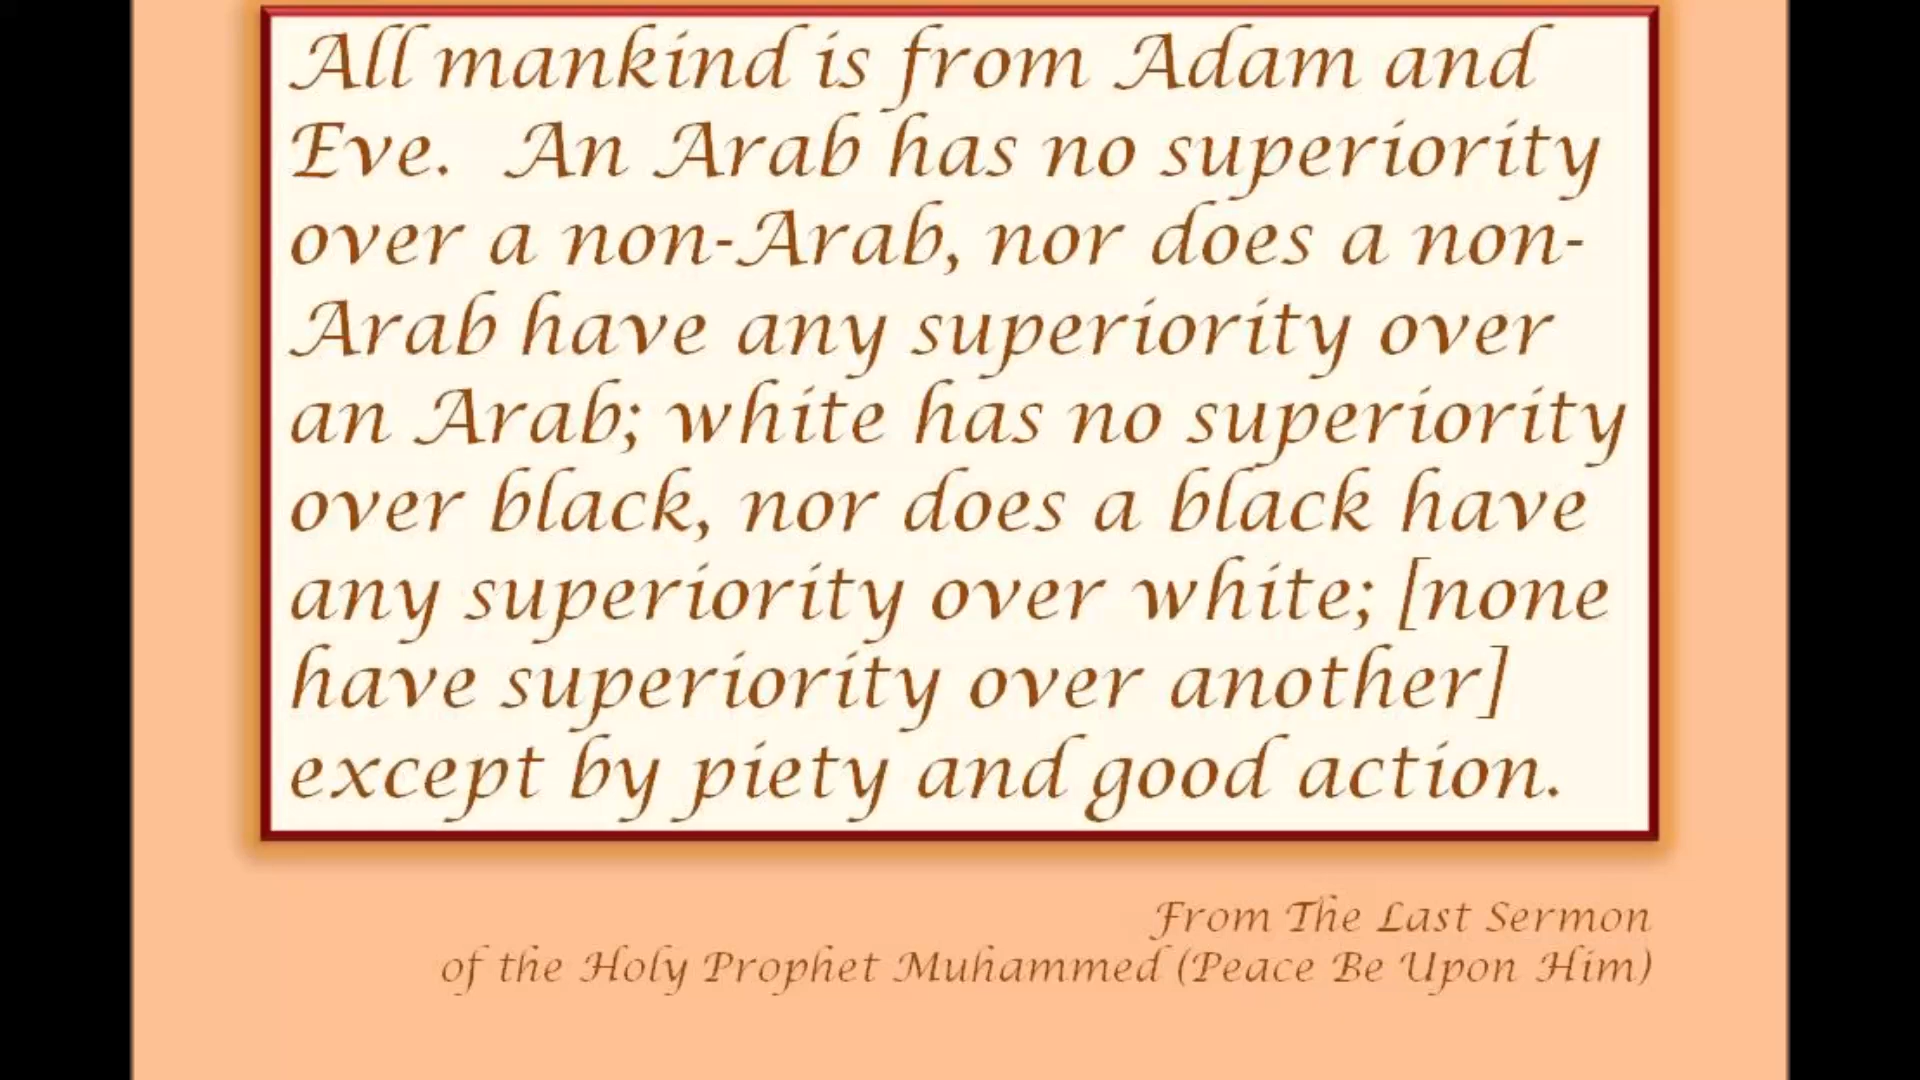 All mankind is from Adam and
Eve. An Arab has no superiority
over a non-Arab, nor does a non-
Arab have any superiority over
an Arab; white has no superiority
over black, nor does a black have
any superiority over white; [none
have superiority over another]
except by piety and good action.
From The Last Sermon
of the Holy Prophet Muhammed (Peace Be Upon Him)